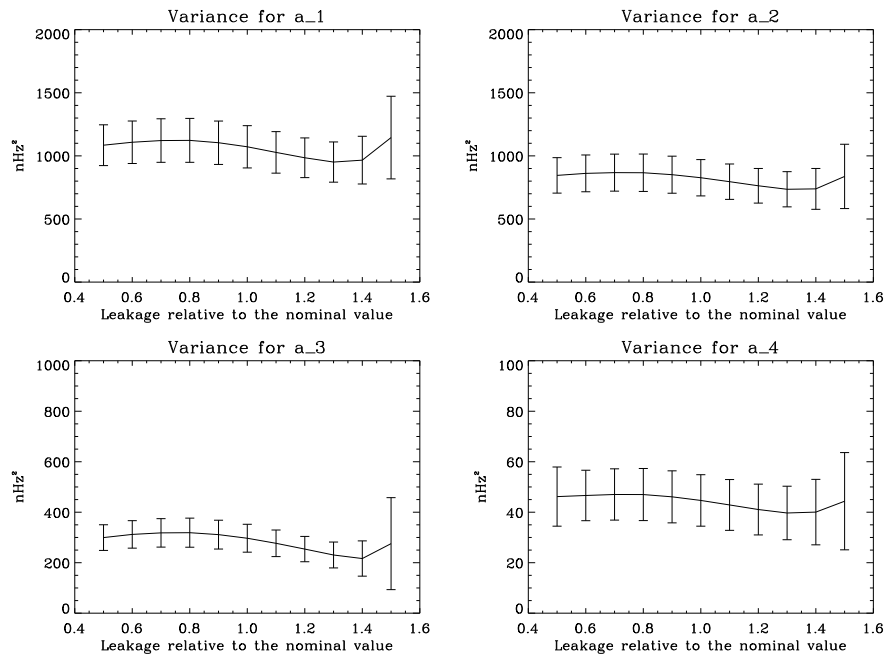 Variance for a_1
2000
1500
1000
500
0
nHz²
0.4 0.6 0.8 1.0 1.2 1.4 1.6
Leakage relative to the nominal value
Variance for a_2
2000
1500
1000
500
0
nHz²
0.4 0.6 0.8 1.0 1.2 1.4 1.6
Leakage relative to the nominal value
Variance for a_3
1000
800
600
400
200
0
nHz²
0.4 0.6 0.8 1.0 1.2 1.4 1.6
Leakage relative to the nominal value
Variance for a_4
100
80
60
40
20
0
nHz²
0.4 0.6 0.8 1.0 1.2 1.4 1.6
Leakage relative to the nominal value